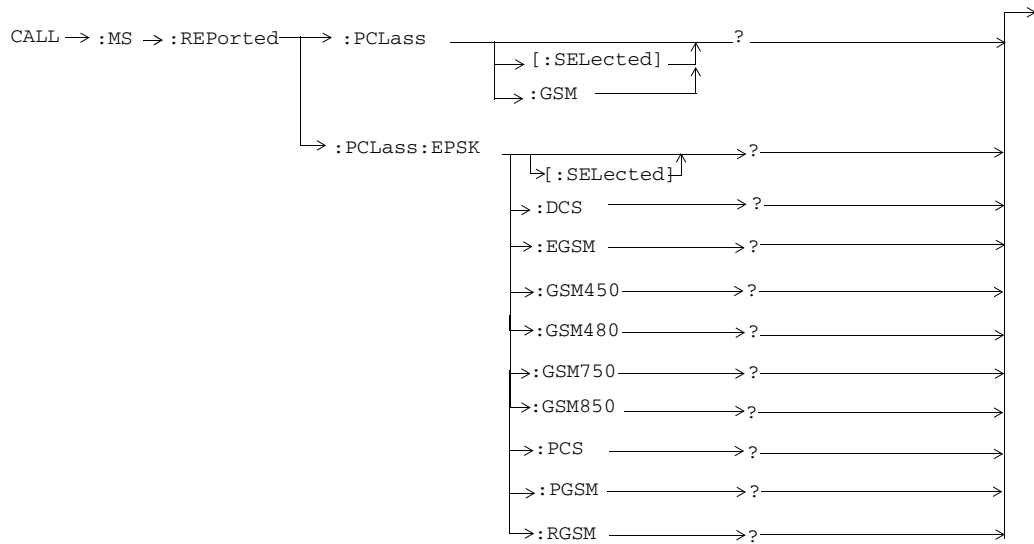 CALL :MS :REPorted :PCLass ?
[:SELected]
:GSM
:PCLass:EPSK ?
[:SELected]
:DCS ?
:EGSM ?
:GSM450 ?
:GSM480 ?
:GSM750 ?
:GSM850 ?
:PCS ?
:PGSM ?
:RGSM ?